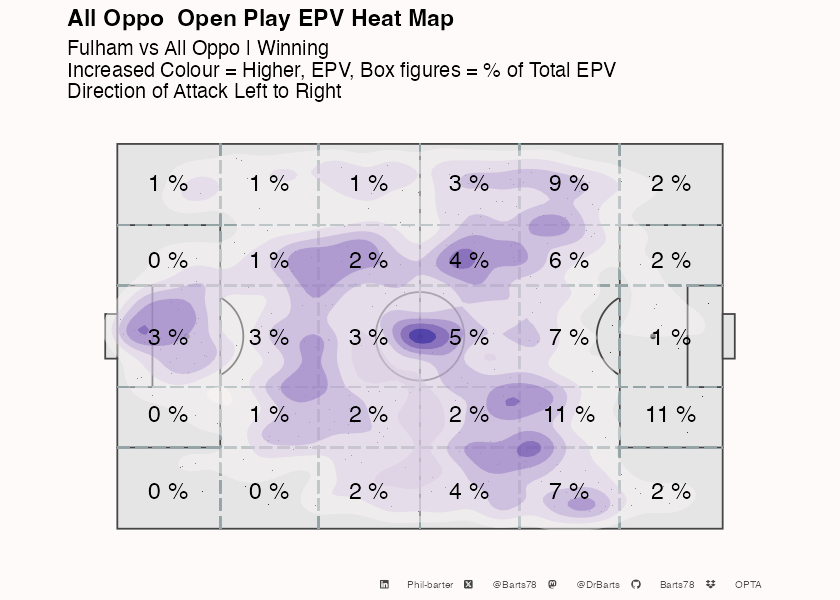 All Oppo  Open Play EPV Heat Map
Fulham vs All Oppo | Winning
Increased Colour = Higher, EPV, Box figures = % of Total EPV
Direction of Attack Left to Right
1 % 1 % 1 % 3 % 9 % 2 %
0 % 1 % 2 % 4 % 6 % 2 %
3 % 3 % 3 % 5 % 7 % 1 %
0 % 1 % 2 % 2 % 11 % 11 %
0 % 0 % 2 % 4 % 7 % 2 %
Phil-barter @Barts78 @DrBarts Barts78 OPTA